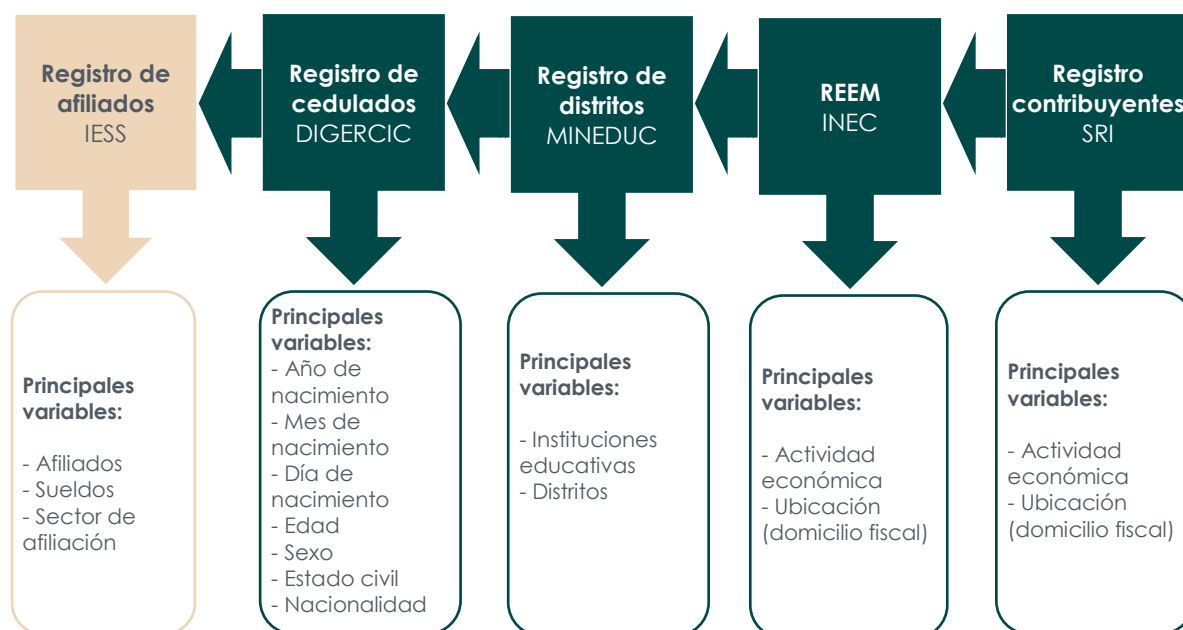 Registro de
afiliados
IESS
Registro de
cedulados
DIGERCIC
Registro de
distritos
MINEDUC
REEM
INEC
Registro
contribuyentes
SRI
Principales
variables:
- Afiliados
- Sueldos
- Sector de
afiliación
Principales
variables:
- Año de
nacimiento
- Mes de
nacimiento
- Día de
nacimiento
- Edad
- Sexo
- Estado civil
- Nacionalidad
Principales
variables:
- Instituciones
educativas
- Distritos
Principales
variables:
- Actividad
económica
- Ubicación
(domicilio fiscal)
Principales
variables:
- Actividad
económica
- Ubicación
(domicilio fiscal)